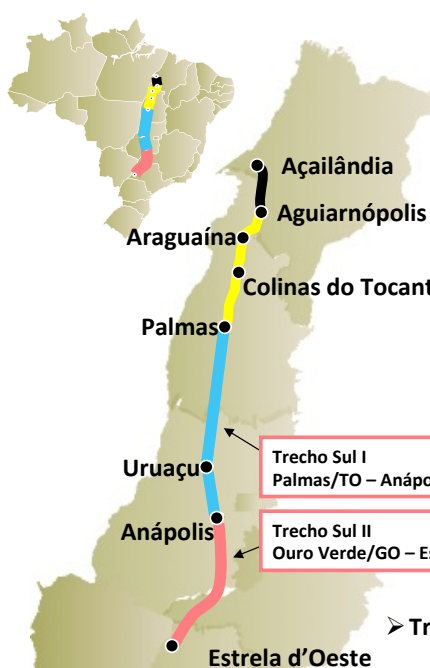 Açailândia
Aguiarnópolis
Araguaína
Colinas do Tocant
Palmas
Trecho Sul I
Palmas/TO – Anápo
Uruaçu
Anápolis
Trecho Sul II
Ouro Verde/GO – Es
➢ Tr
Estrela d’Oeste